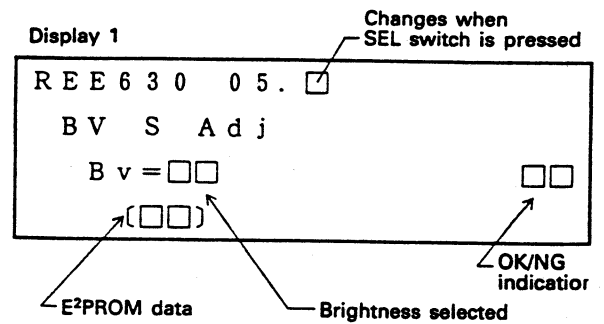 Display 1
Changes when
SEL switch is pressed
REE630 05.□
BV S Adj
Bv=□□
□□
(□□)
OK/NG
indication
E²PROM data
Brightness selected